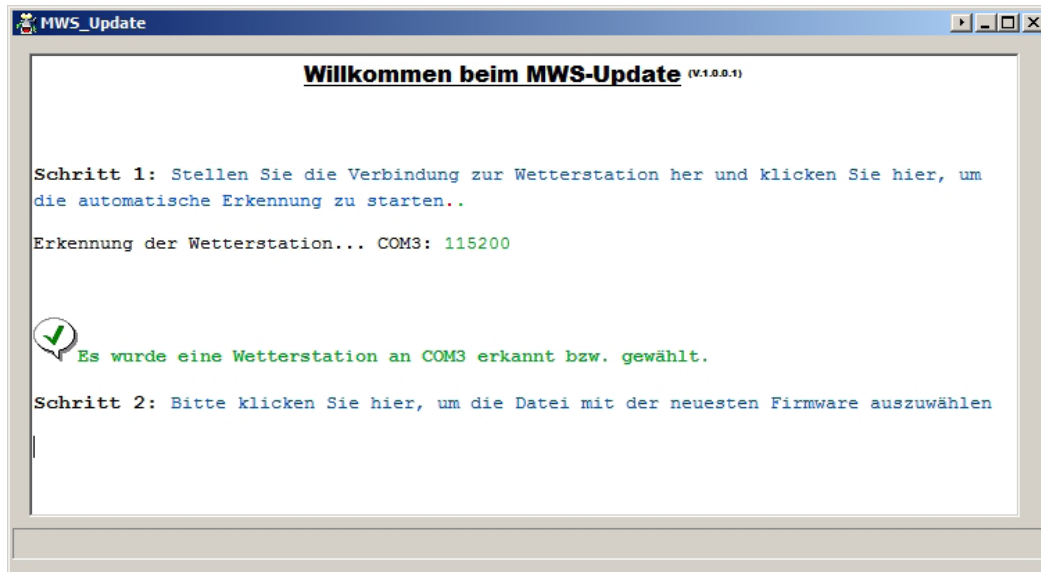 MWS_Update
Willkommen beim MWS-Update (V.1.0.0.1)
Schritt 1: Stellen Sie die Verbindung zur Wetterstation her und klicken Sie hier, um
die automatische Erkennung zu starten..
Erkennung der Wetterstation... COM3: 115200
Es wurde eine Wetterstation an COM3 erkannt bzw. gewählt.
Schritt 2: Bitte klicken Sie hier, um die Datei mit der neuesten Firmware auszuwählen